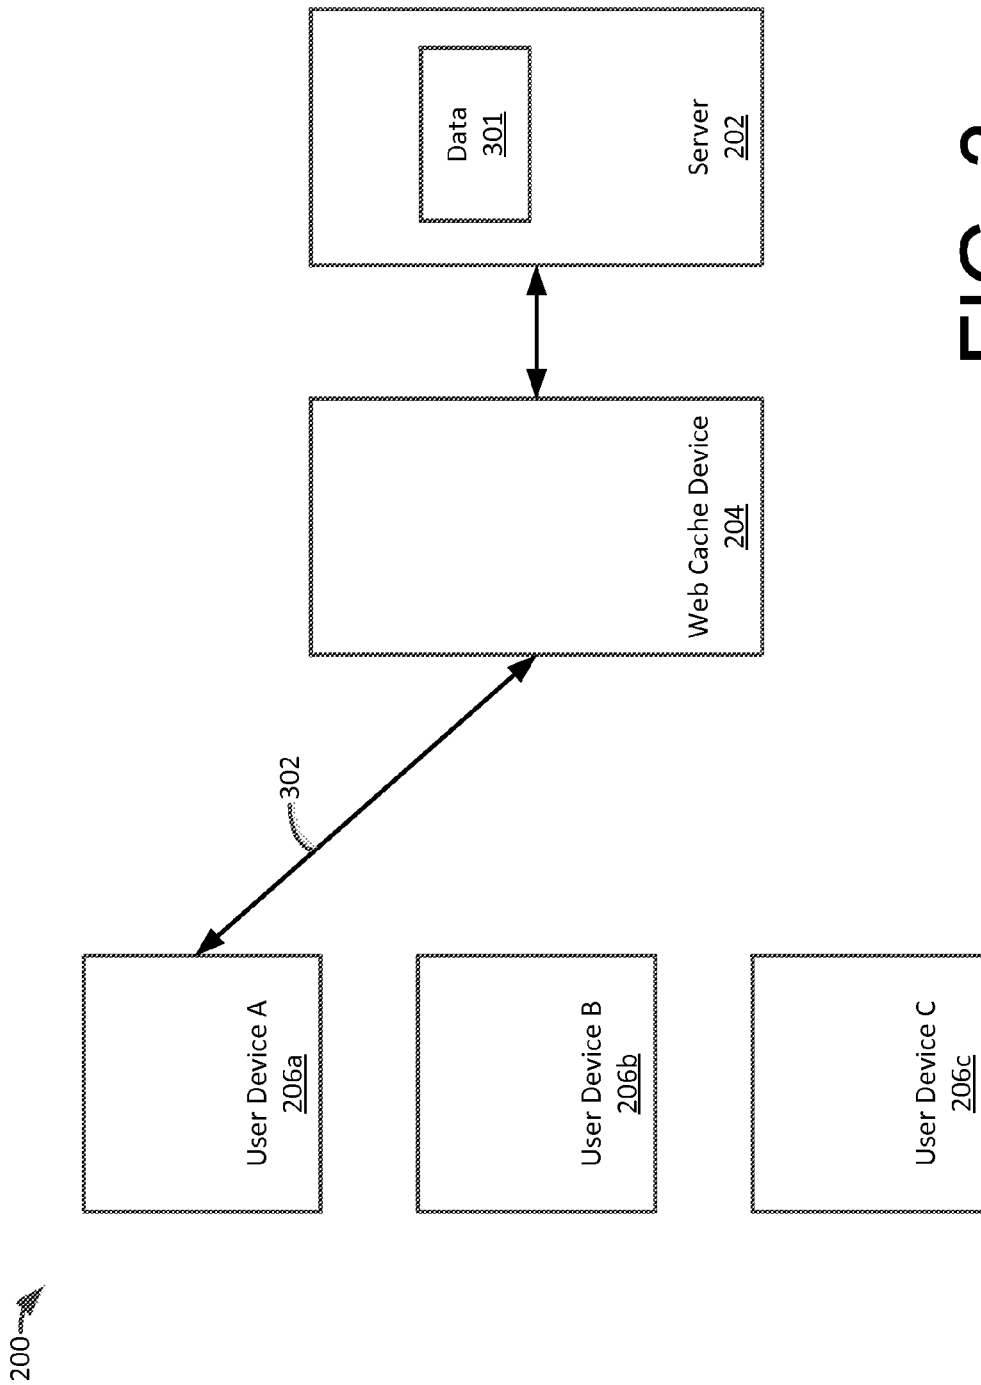 200
User Device A
206a
302
Data
301
User Device B
206b
Web Cache Device
204
Server
202
User Device C
206c
FIG